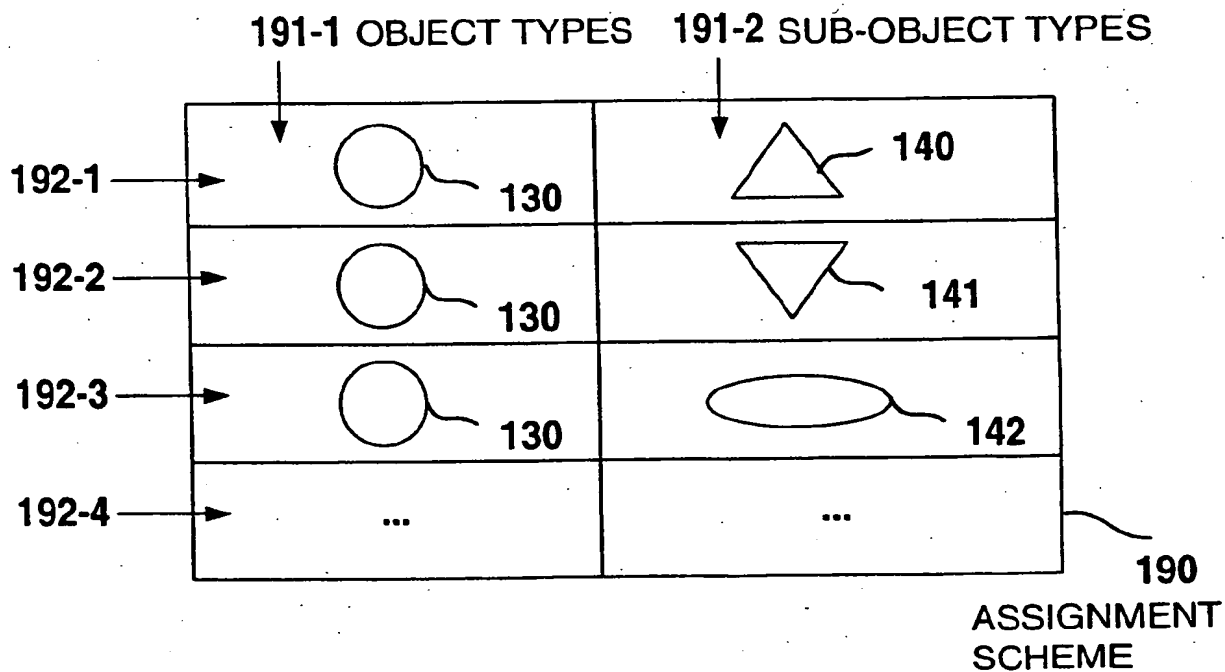 191-1 OBJECT TYPES 191-2 SUB-OBJECT TYPES
192-1 130 140
192-2 130 141
192-3 130 142
192-4 ... ...
190
ASSIGNMENT
SCHEME